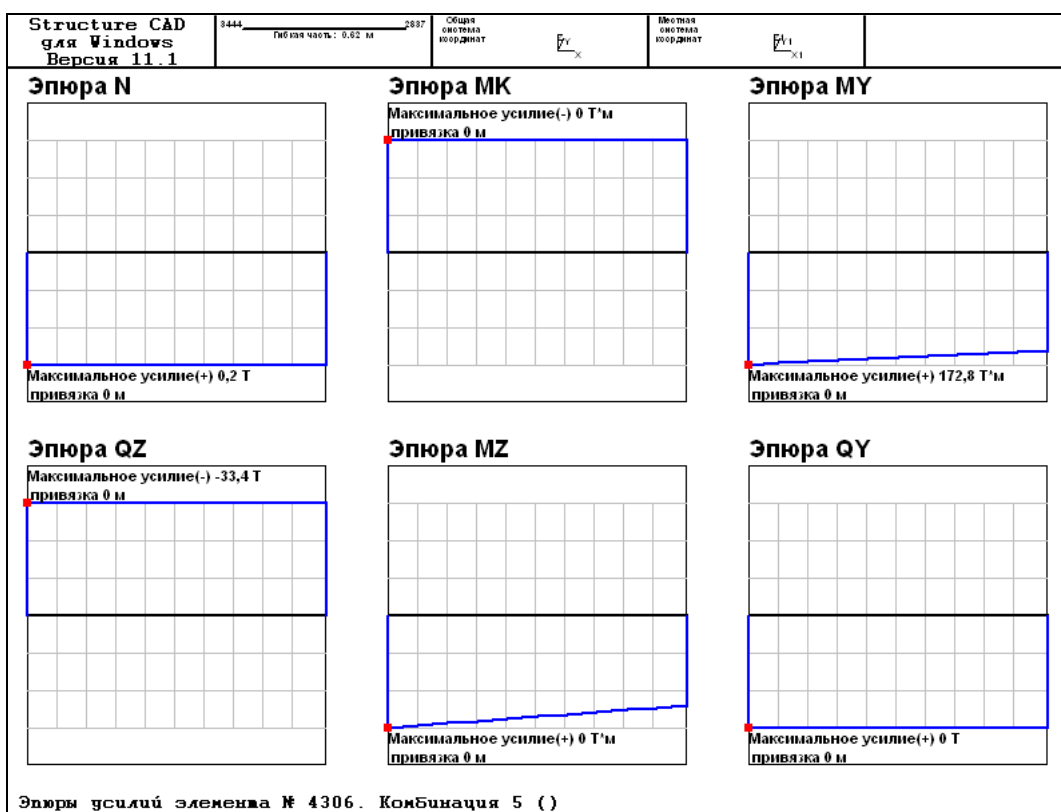 Structure CAD
для Windows
Версия 11.1
3444
2837
Гибкая часть: 0.62 м
Общая
система
координат
X
Местная
система
координат
X1
Эпюра N
Максимальное усилие(+) 0,2 Т
привязка 0 м
Эпюра MK
Максимальное усилие(-) 0 Т*м
привязка 0 м
Эпюра MY
Максимальное усилие(+) 172,8 Т*м
привязка 0 м
Эпюра QZ
Максимальное усилие(-) -33,4 Т
привязка 0 м
Эпюра MZ
Максимальное усилие(+) 0 Т*м
привязка 0 м
Эпюра QY
Максимальное усилие(+) 0 Т
привязка 0 м
Эпюры усилий элемента № 4306. Комбинация 5 ()